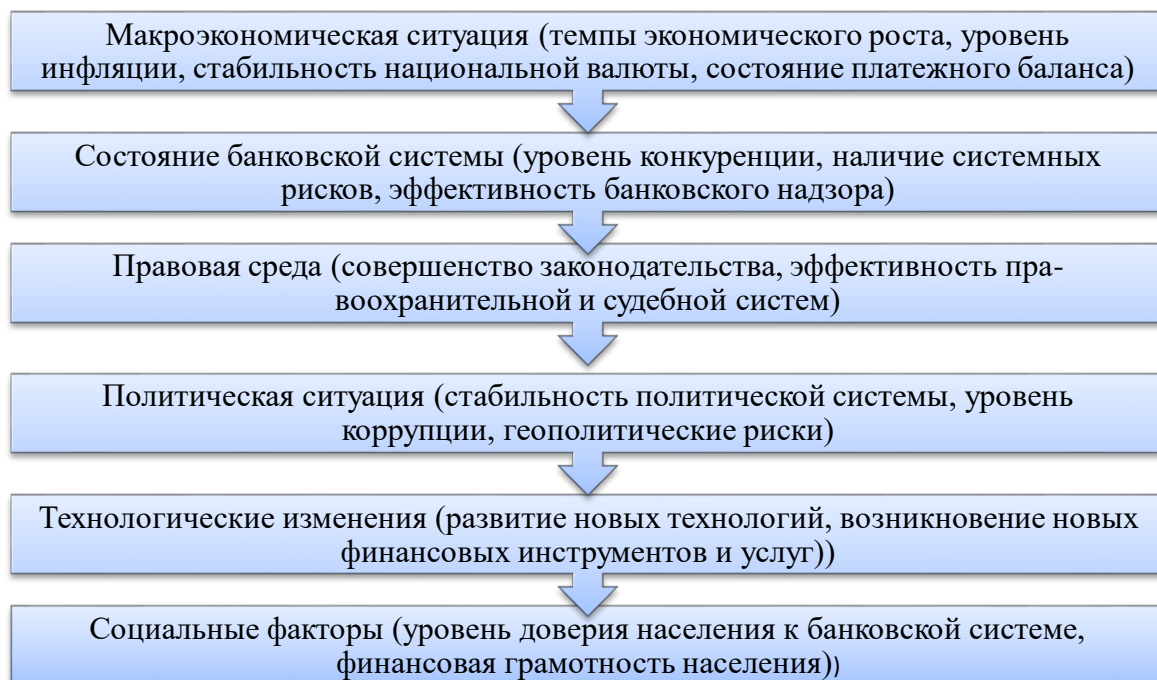 Макроэкономическая ситуация (темпы экономического роста, уровень
инфляции, стабильность национальной валюты, состояние платежного баланса)
Состояние банковской системы (уровень конкуренции, наличие системных
рисков, эффективность банковского надзора)
Правовая среда (совершенство законодательства, эффективность пра-
воохранительной и судебной систем)
Политическая ситуация (стабильность политической системы, уровень
коррупции, геополитические риски)
Технологические изменения (развитие новых технологий, возникновение новых
финансовых инструментов и услуг))
Социальные факторы (уровень доверия населения к банковской системе,
финансовая грамотность населения))